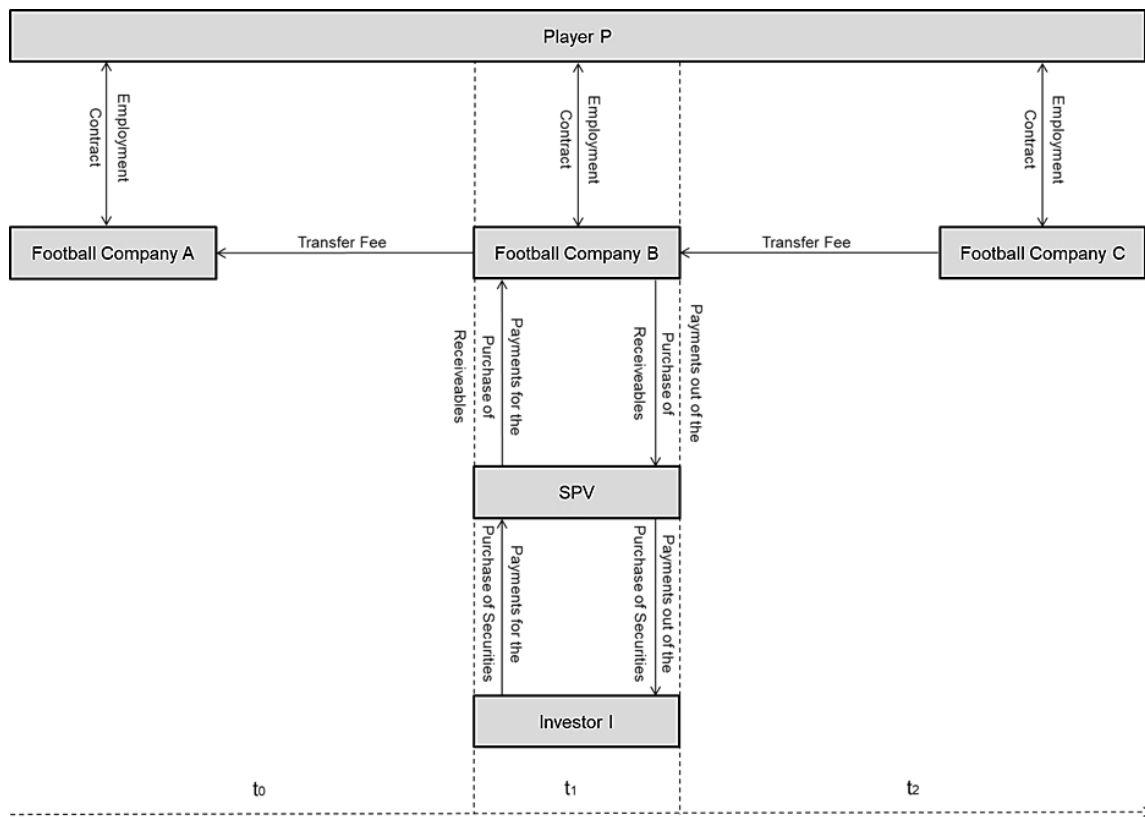 Player P
Employment
Contract
Employment
Contract
Employment
Contract
Football Company A
Transfer Fee
Football Company B
Transfer Fee
Football Company C
Payments for the
Purchase of
Receiveables
Payments out of the
Purchase of
Receivables
SPV
Payments for the
Purchase of Securities
Payments out of the
Purchase of Securities
Investor I
t0
t1
t2